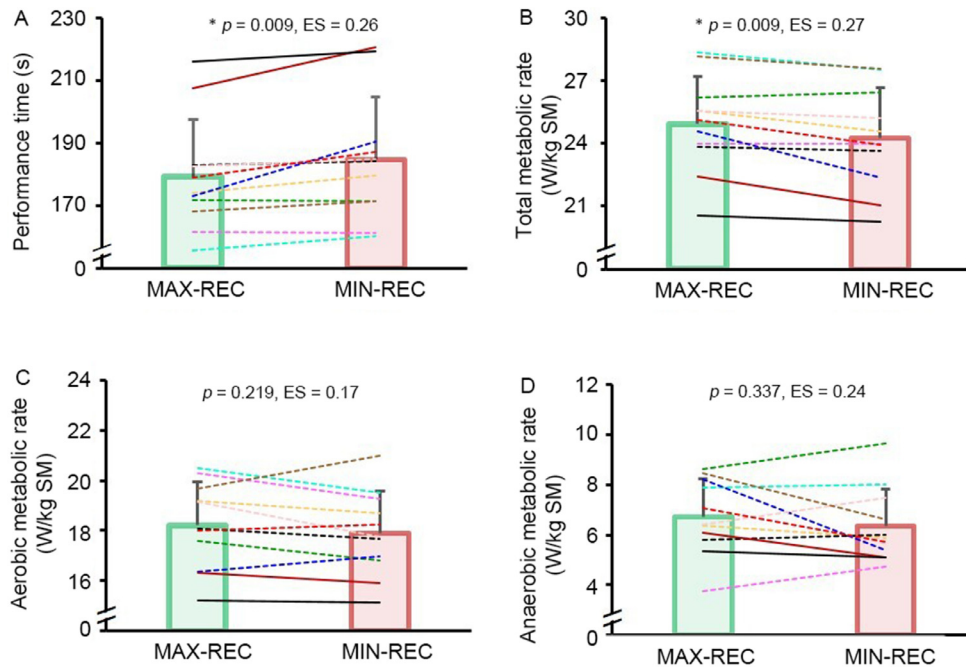 A
* p = 0.009, ES = 0.26
Performance time (s)
230
210
190
170
0
MAX-REC
MIN-REC
B
* p = 0.009, ES = 0.27
Total metabolic rate
(W/kg SM)
30
27
24
21
0
MAX-REC
MIN-REC
C
p = 0.219, ES = 0.17
Aerobic metabolic rate
(W/kg SM)
24
22
20
18
16
0
MAX-REC
MIN-REC
D
p = 0.337, ES = 0.24
Anaerobic metabolic rate
(W/kg SM)
12
10
8
6
4
0
MAX-REC
MIN-REC